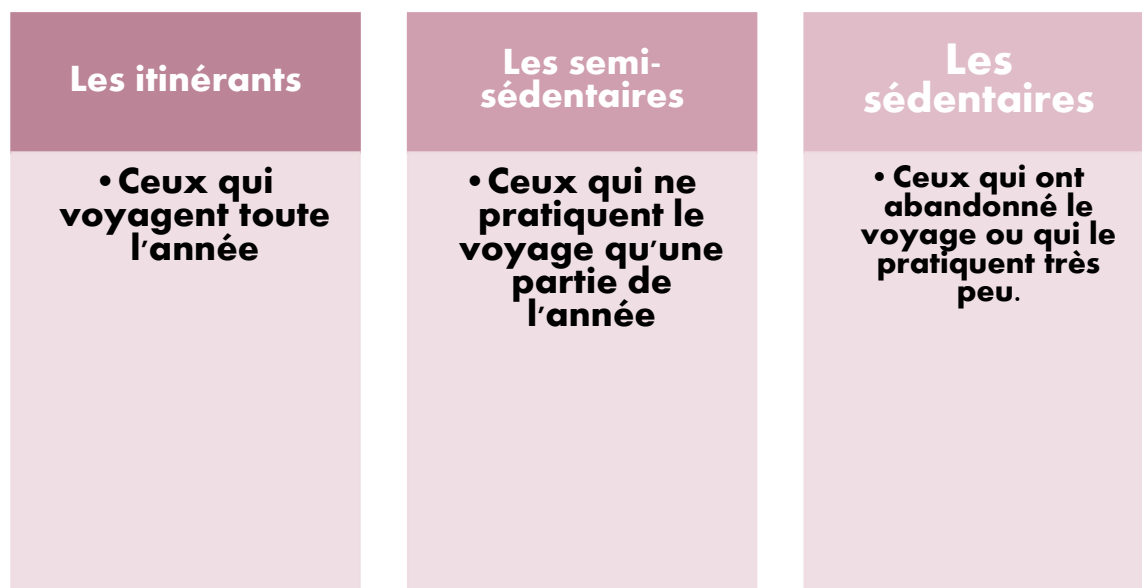 Les itinérants
• Ceux qui
voyagent toute
l'année
Les semi-
sédentaires
• Ceux qui ne
pratiquent le
voyage qu'une
partie de
l'année
Les
sédentaires
• Ceux qui ont
abandonné le
voyage ou qui le
pratiquent très
peu.